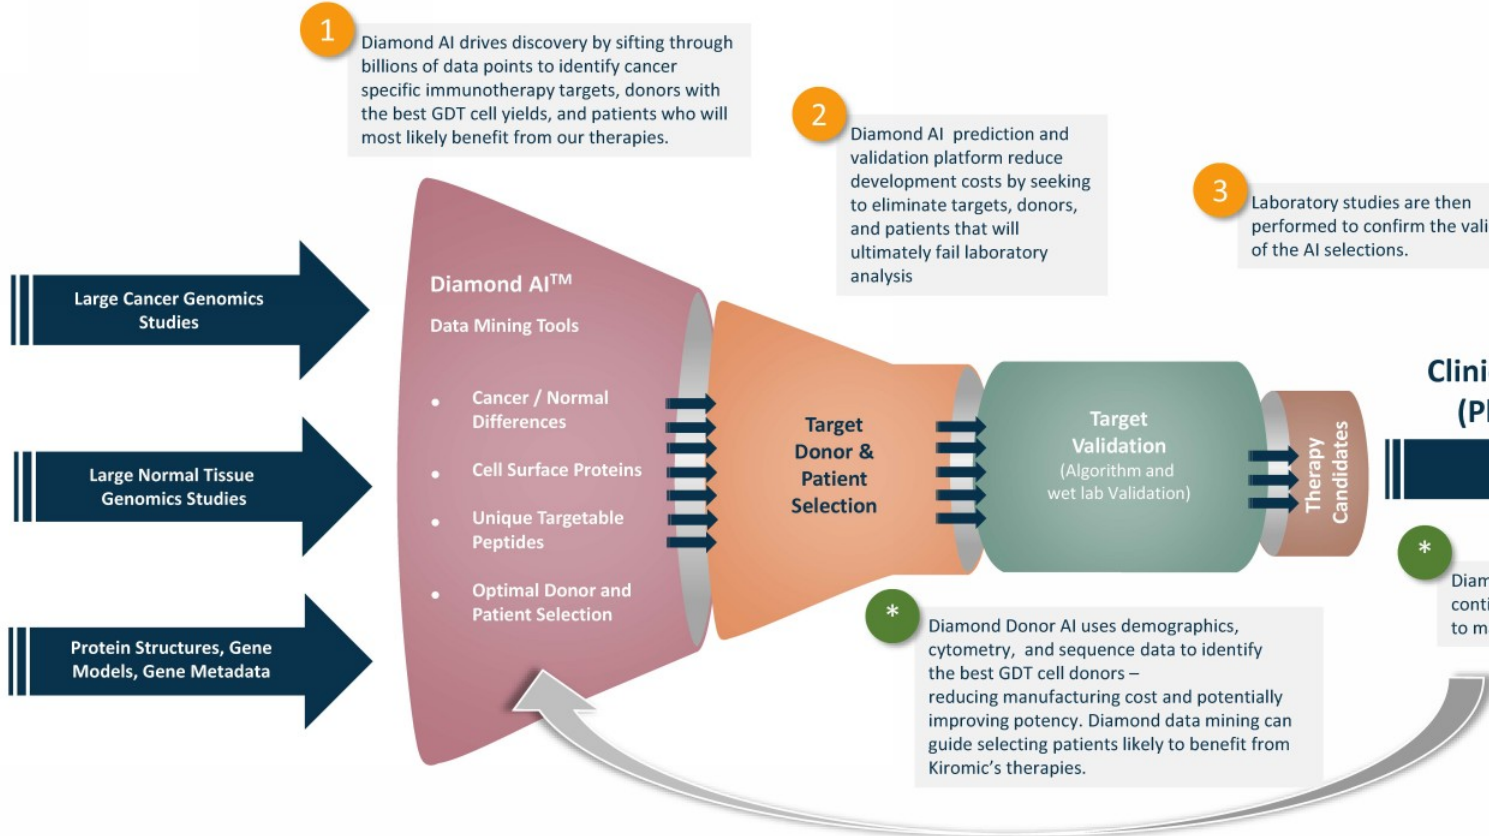 1
Diamond AI drives discovery by sifting through
billions of data points to identify cancer
specific immunotherapy targets, donors with
the best GDT cell yields, and patients who will
most likely benefit from our therapies.
2
Diamond AI prediction and
validation platform reduce
development costs by seeking
to eliminate targets, donors,
and patients that will
ultimately fail laboratory
analysis
3
Laboratory studies are then
performed to confirm the vali
of the AI selections.
Large Cancer Genomics
Studies
Large Normal Tissue
Genomics Studies
Protein Structures, Gene
Models, Gene Metadata
Diamond AI™
Data Mining Tools
• Cancer / Normal
Differences
• Cell Surface Proteins
• Unique Targetable
Peptides
• Optimal Donor and
Patient Selection
Target
Donor &
Patient
Selection
Target
Validation
(Algorithm and
wet lab Validation)
Therapy
Candidates
Clini
(Pl
*
Diam
conti
to m
*
Diamond Donor AI uses demographics,
cytometry, and sequence data to identify
the best GDT cell donors –
reducing manufacturing cost and potentially
improving potency. Diamond data mining can
guide selecting patients likely to benefit from
Kiromic's therapies.